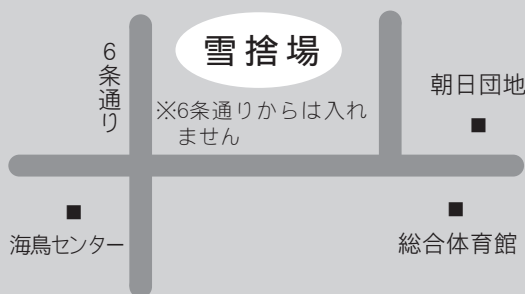 雪捨場
6条通り
※6条通りからは入れ
ません
朝日団地
海鳥センター
総合体育館